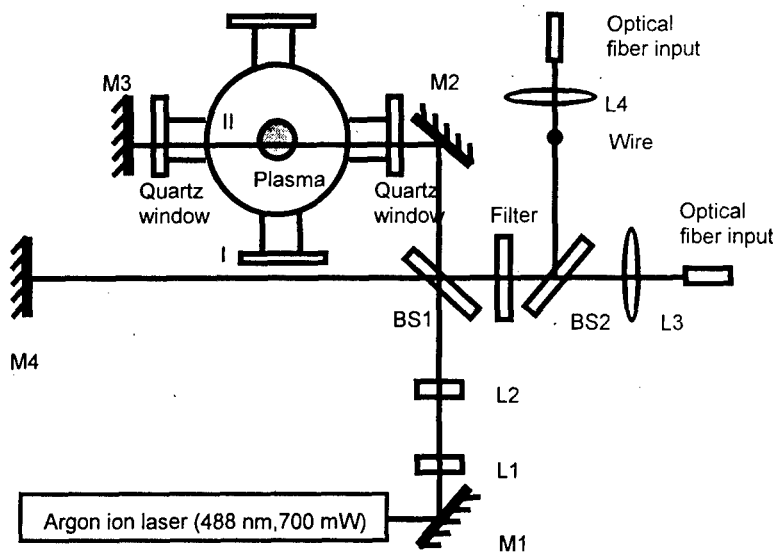 Optical
fiber input
M3
M2
L4
II
Wire
Plasma
Quartz
window
Quartz
window
Filter
Optical
fiber input
I
BS1
BS2
L3
M4
L2
L1
Argon ion laser (488 nm,700 mW)
M1